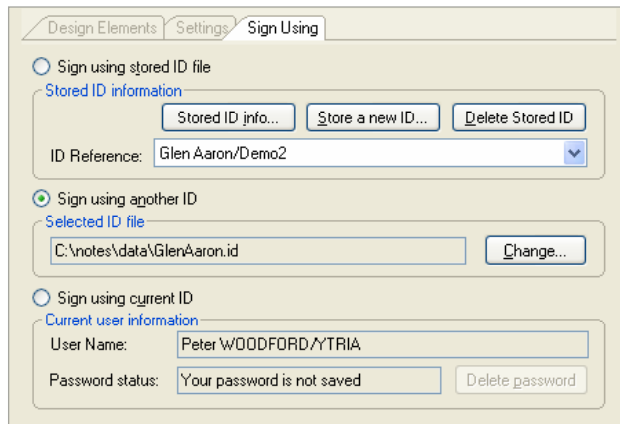 Design Elements Settings Sign Using
Sign using stored ID file
Stored ID information
Stored ID info... Store a new ID... Delete Stored ID
ID Reference: Glen Aaron/Demo2
Sign using another ID
Selected ID file
C:\notes\data\GlenAaron.id Change...
Sign using current ID
Current user information
User Name: Peter WOODFORD/YTRIA
Password status: Your password is not saved Delete password